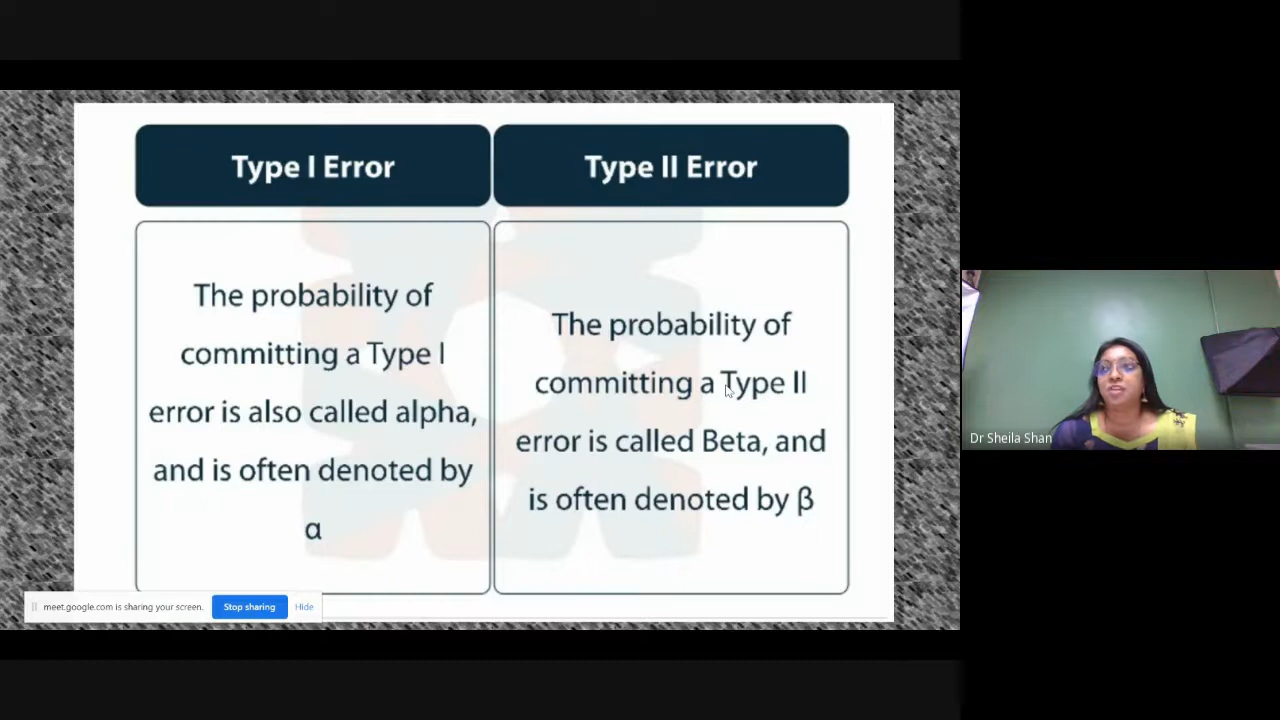 Type I Error
Type II Error
The probability of
committing a Type I
error is also called alpha,
and is often denoted by
α
The probability of
committing a Type II
error is called Beta, and
is often denoted by β
meet.google.com is sharing your screen.
Stop sharing
Hide
Dr Sheila Shan